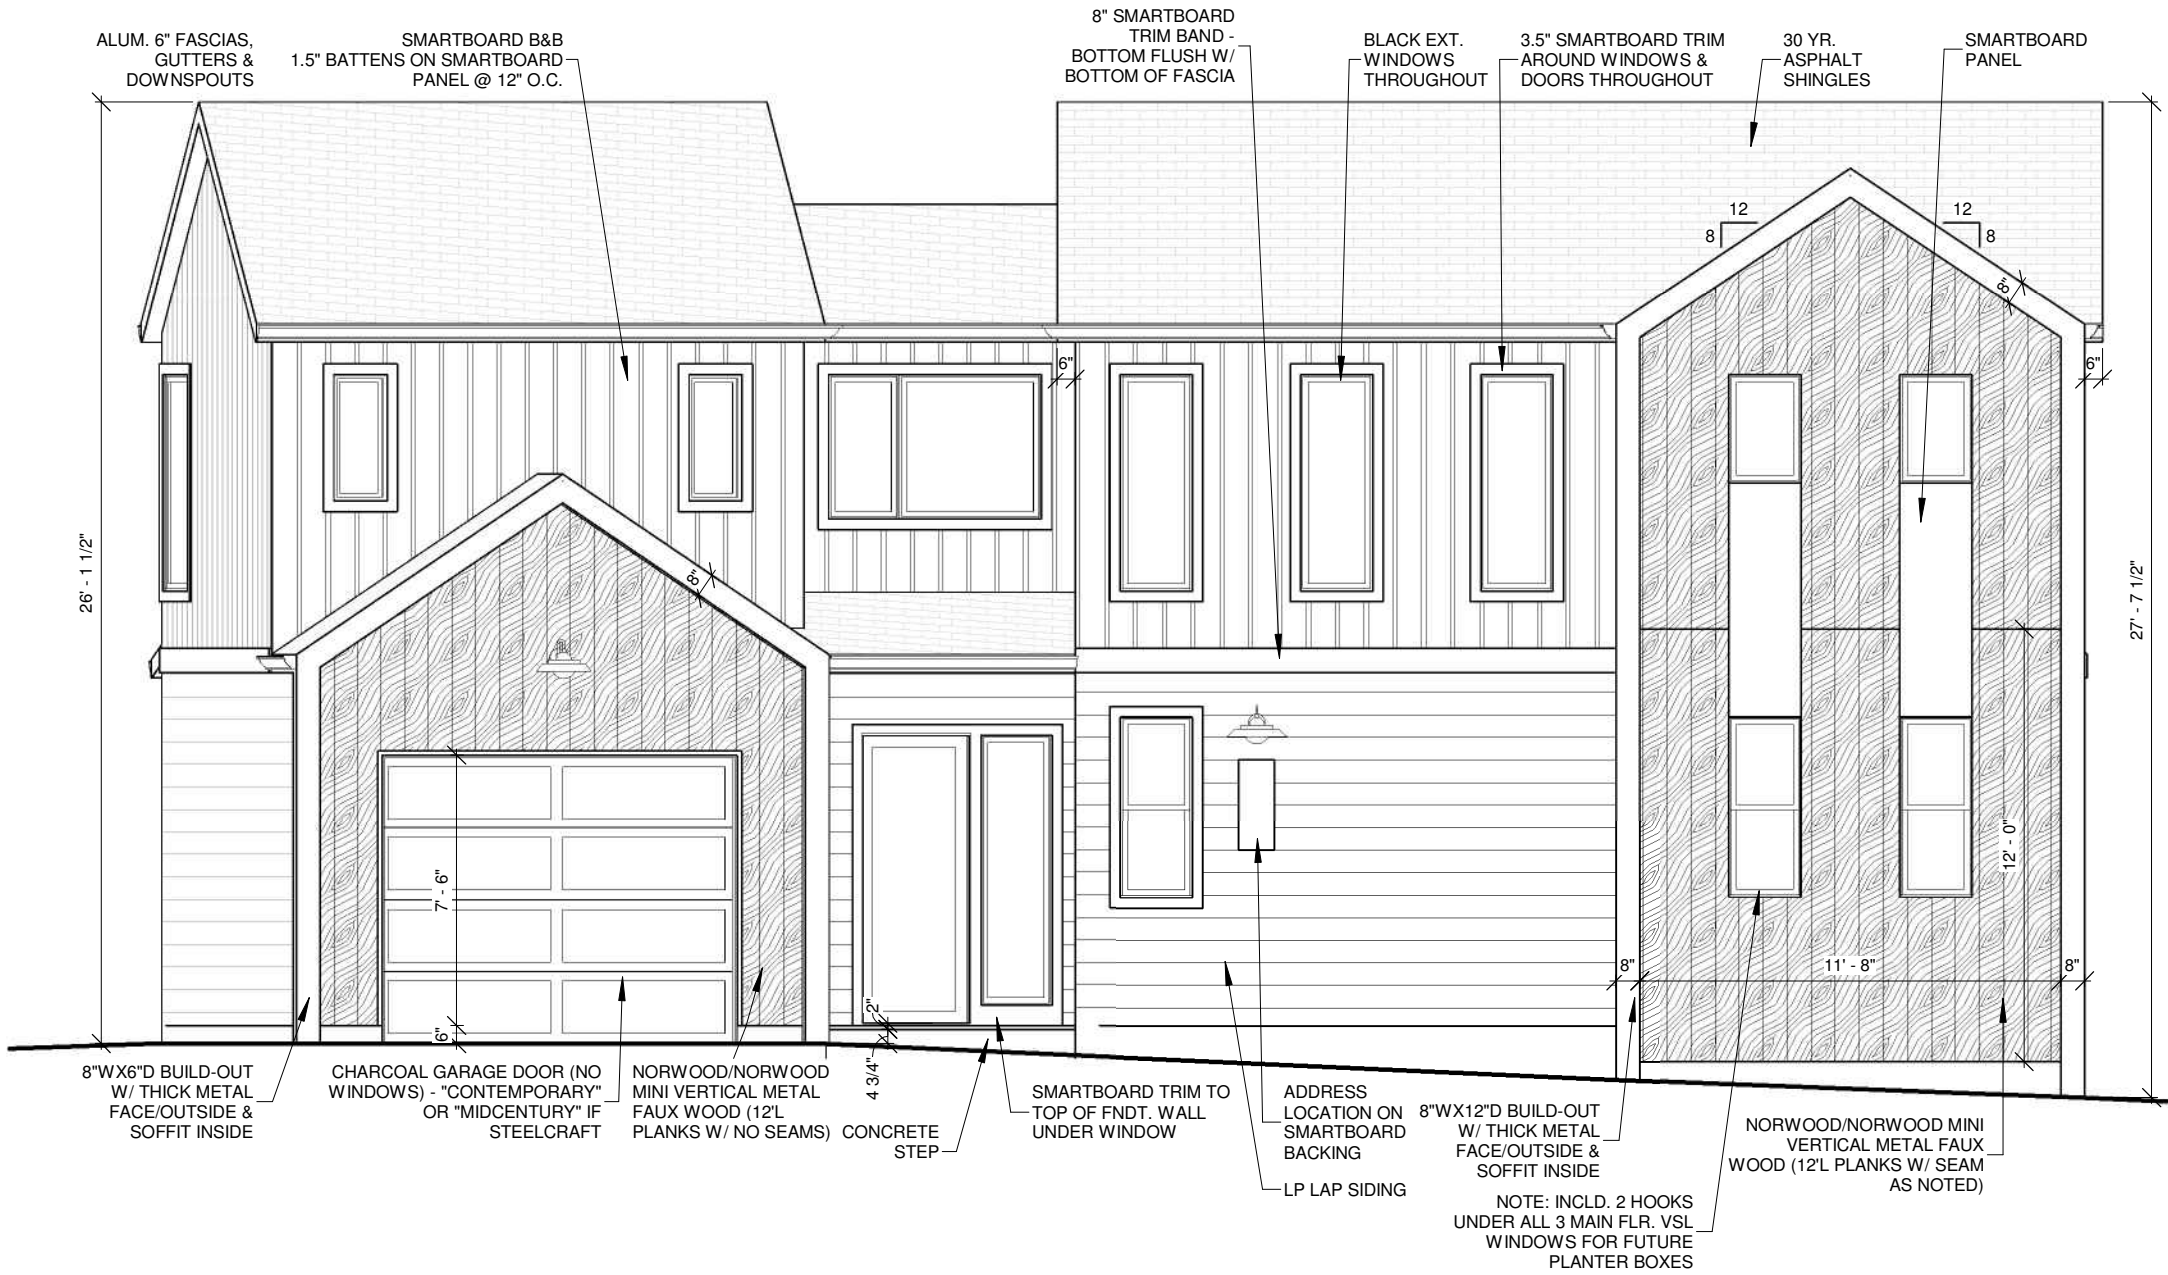 ALUM. 6" FASCIAS,
GUTTERS &
DOWNSPOUTS
SMARTBOARD B&B
1.5" BATTENS ON SMARTBOARD
PANEL @ 12" O.C.
8" SMARTBOARD
TRIM BAND -
BOTTOM FLUSH W/
BOTTOM OF FASCIA
BLACK EXT.
WINDOWS
THROUGHOUT
3.5" SMARTBOARD TRIM
AROUND WINDOWS &
DOORS THROUGHOUT
30 YR.
ASPHALT
SHINGLES
SMARTBOARD
PANEL
12
8
12
8
8"
6"
6"
26' - 1 1/2"
27' - 7 1/2"
8"
12' - 0"
7' - 6"
8"
11' - 8"
8"
2"
6"
4 3/4"
8"WX6"D BUILD-OUT
W/ THICK METAL
FACE/OUTSIDE &
SOFFIT INSIDE
CHARCOAL GARAGE DOOR (NO
WINDOWS) - "CONTEMPORARY"
OR "MIDCENTURY" IF
STEELCRAFT
NORWOOD/NORWOOD
MINI VERTICAL METAL
FAUX WOOD (12'L
PLANKS W/ NO SEAMS)
CONCRETE
STEP
SMARTBOARD TRIM TO
TOP OF FNDT. WALL
UNDER WINDOW
ADDRESS
LOCATION ON
SMARTBOARD
BACKING
LP LAP SIDING
8"WX12"D BUILD-OUT
W/ THICK METAL
FACE/OUTSIDE &
SOFFIT INSIDE
NOTE: INCLD. 2 HOOKS
UNDER ALL 3 MAIN FLR. VSL
WINDOWS FOR FUTURE
PLANTER BOXES
NORWOOD/NORWOOD MINI
VERTICAL METAL FAUX
WOOD (12'L PLANKS W/ SEAM
AS NOTED)